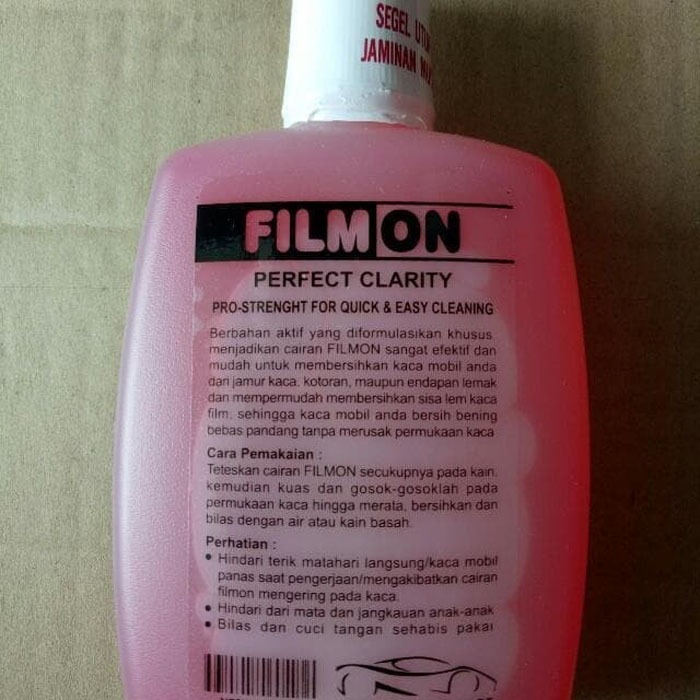 SEGEL
JAMINAN
FILMON
PERFECT CLARITY
PRO-STRENGHT FOR QUICK & EASY CLEANING
Berbahan aktif yang diformulasikan khusus
menjadikan cairan FILMON sangat efektif dan
mudah untuk membersihkan kaca mobil anda
dari jamur kaca, kotoran, maupun endapan lemak
dan mempermudah membersihkan sisa lem kaca
film, sehingga kaca mobil anda bersih bening
bebas pandang tanpa merusak permukaan kaca
Cara Pemakaian :
Teteskan cairan FILMON secukupnya pada kain,
kemudian kuas dan gosok-gosoklah pada
permukaan kaca hingga merata, bersihkan dan
bilas dengan air atau kain basah.
Perhatian :
• Hindari terik matahari langsung/kaca mobil
panas saat pengerjaan/mengakibatkan cairan
filmon mengering pada kaca.
• Hindari dari mata dan jangkauan anak-anak
• Bilas dan cuci tangan sehabis pakai